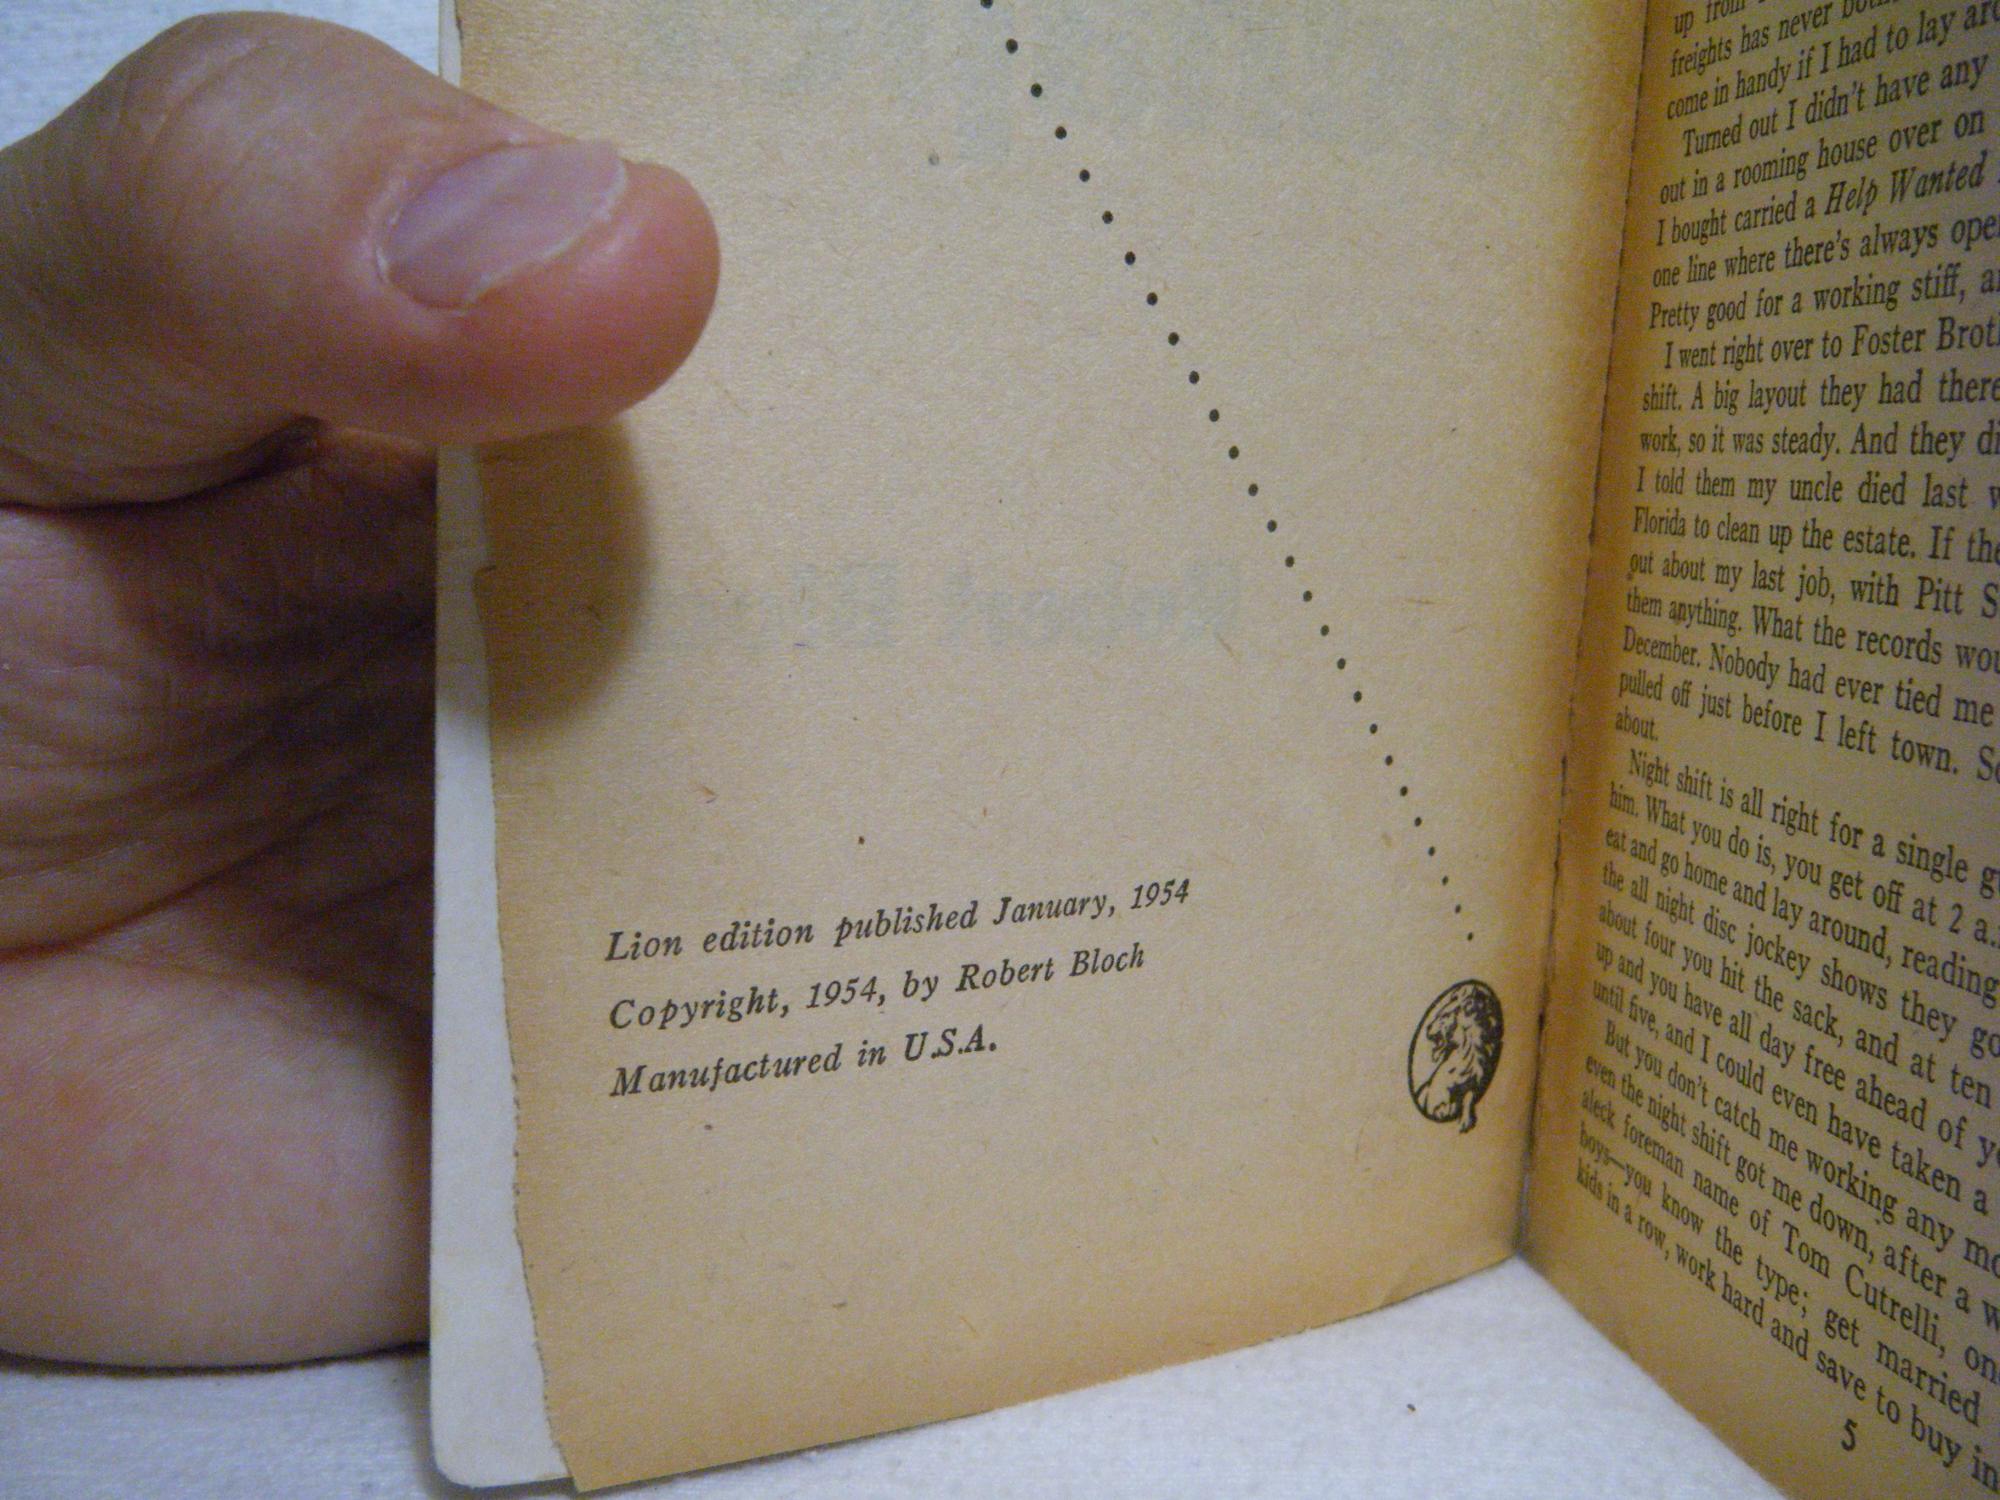 Lion edition published January, 1954
Copyright, 1954, by Robert Bloch
Manufactured in U.S.A.
up from
freights has never
come in handy if I had to lay
Turned out I didn't have any
out in a rooming house over on
I bought carried a Help Wanted
one line where there's always
Pretty good for a working stiff,
I went right over to Foster
shift. A big layout they had there
work, so it was steady. And they
I told them my uncle died last
Florida to clean up the estate. If
out about my last job, with Pitt
them anything. What the records
December. Nobody had ever tied me
pulled off just before I left town.
about.
Night shift is all right for a single
him. What you do is, you get off at 2
eat and go home and lay around, reading
the all night disc jockey shows they
about four you hit the sack, and at ten
up and you have all day free ahead of
until five, and I could even have taken a
But you don't catch me working any
even the night shift got me down, after a
aleck foreman name of Tom Cutrelli,
boys—you know the type; get married
kids in a row, work hard and save to buy
5